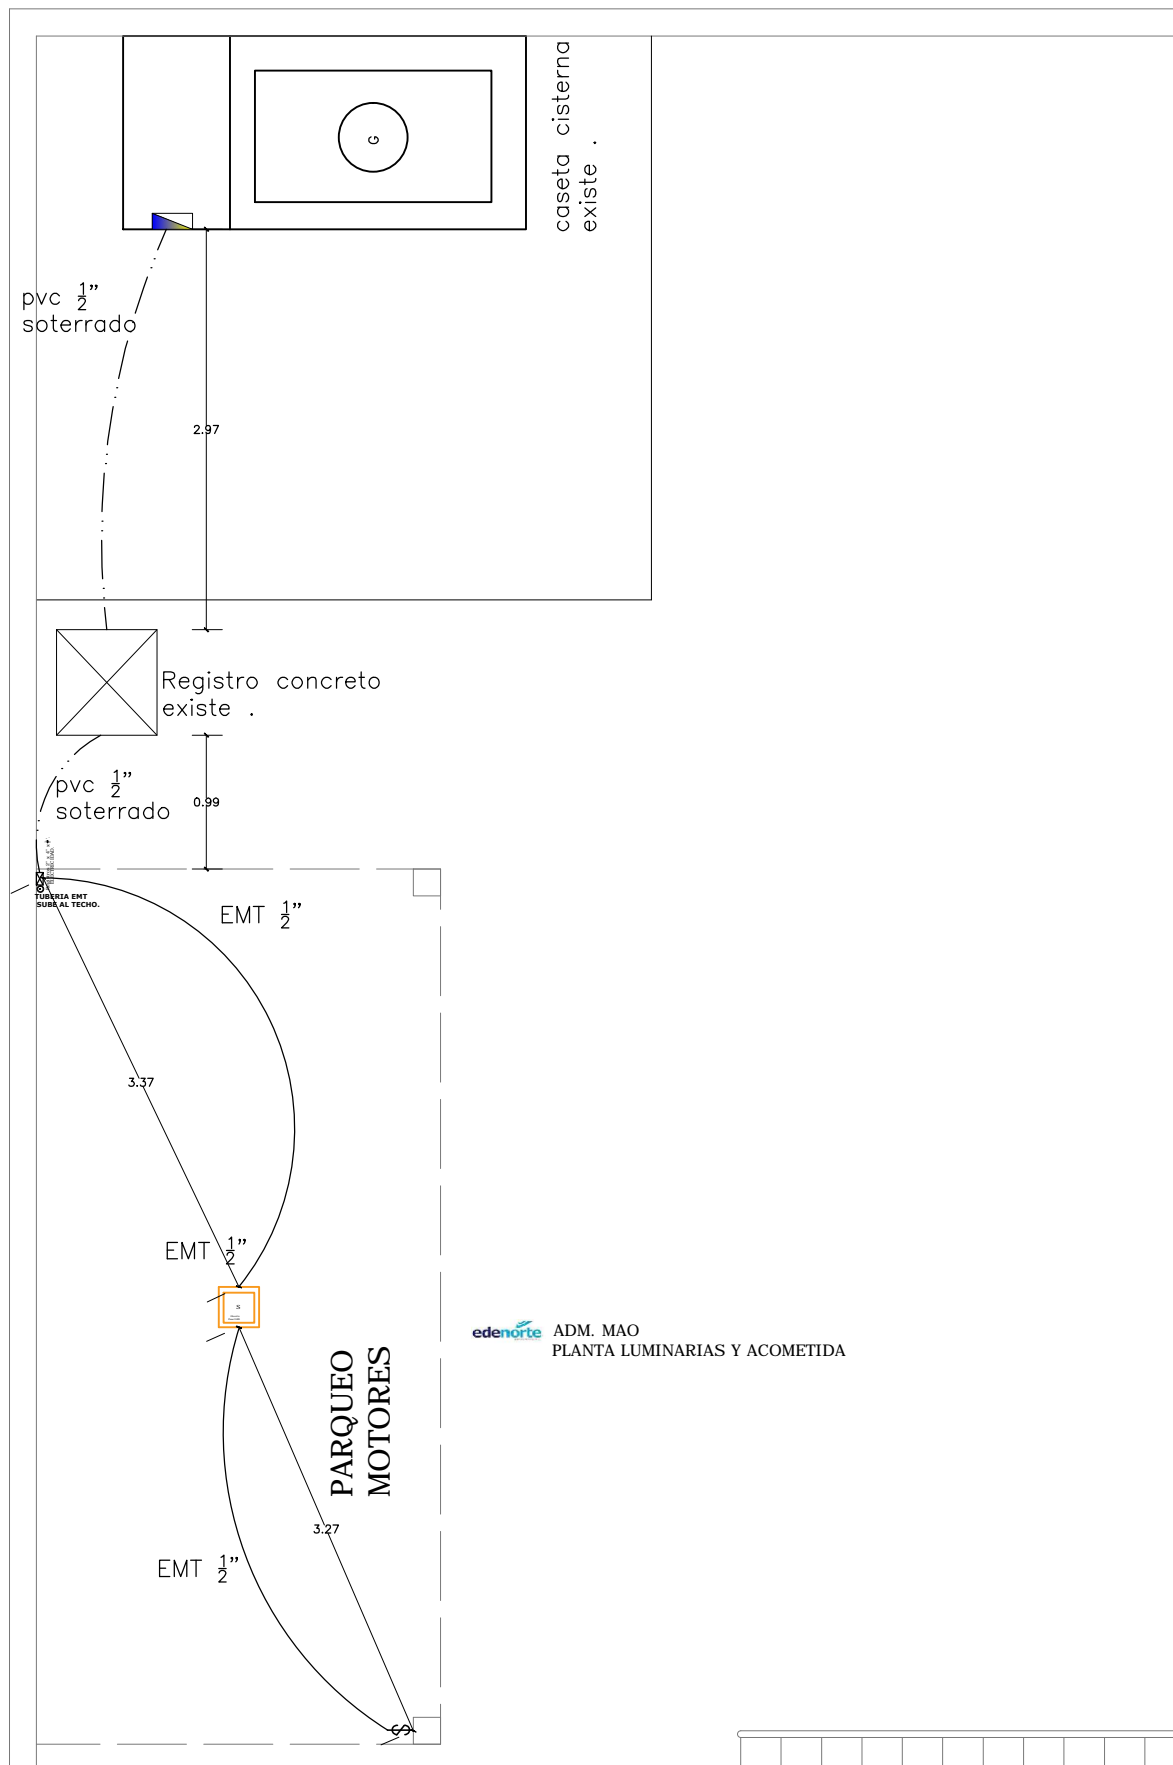 caseta cisterna
existe .
G
pvc 1/2"
soterrado
2.97
Registro concreto
existe .
pvc 1/2"
soterrado
0.99
TUBERIA EMT
SUBE AL TECHO.
EMT 1/2"
3.37
EMT 1/2"
S
edenorte
ADM. MAO
PLANTA LUMINARIAS Y ACOMETIDA
PARQUEO
MOTORES
3.27
EMT 1/2"
S